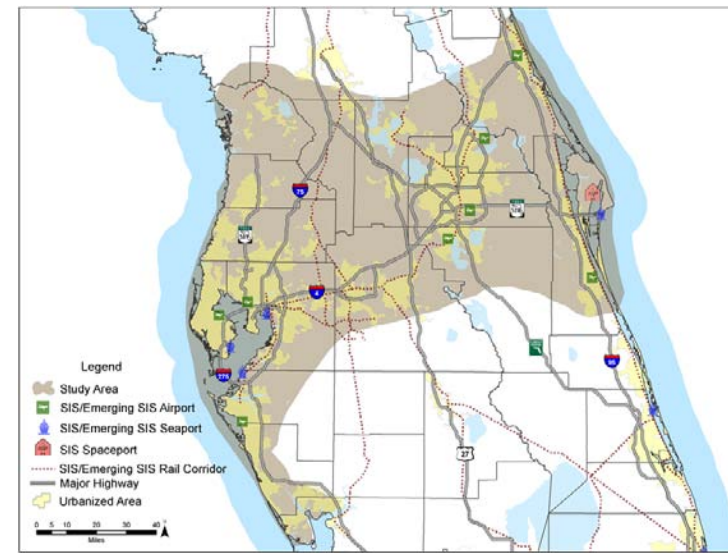 75
4
275
95
27
Legend
Study Area
SIS/Emerging SIS Airport
SIS/Emerging SIS Seaport
SIS Spaceport
SIS/Emerging SIS Rail Corridor
Major Highway
Urbanized Area
0 5 10 20 30 40
Miles